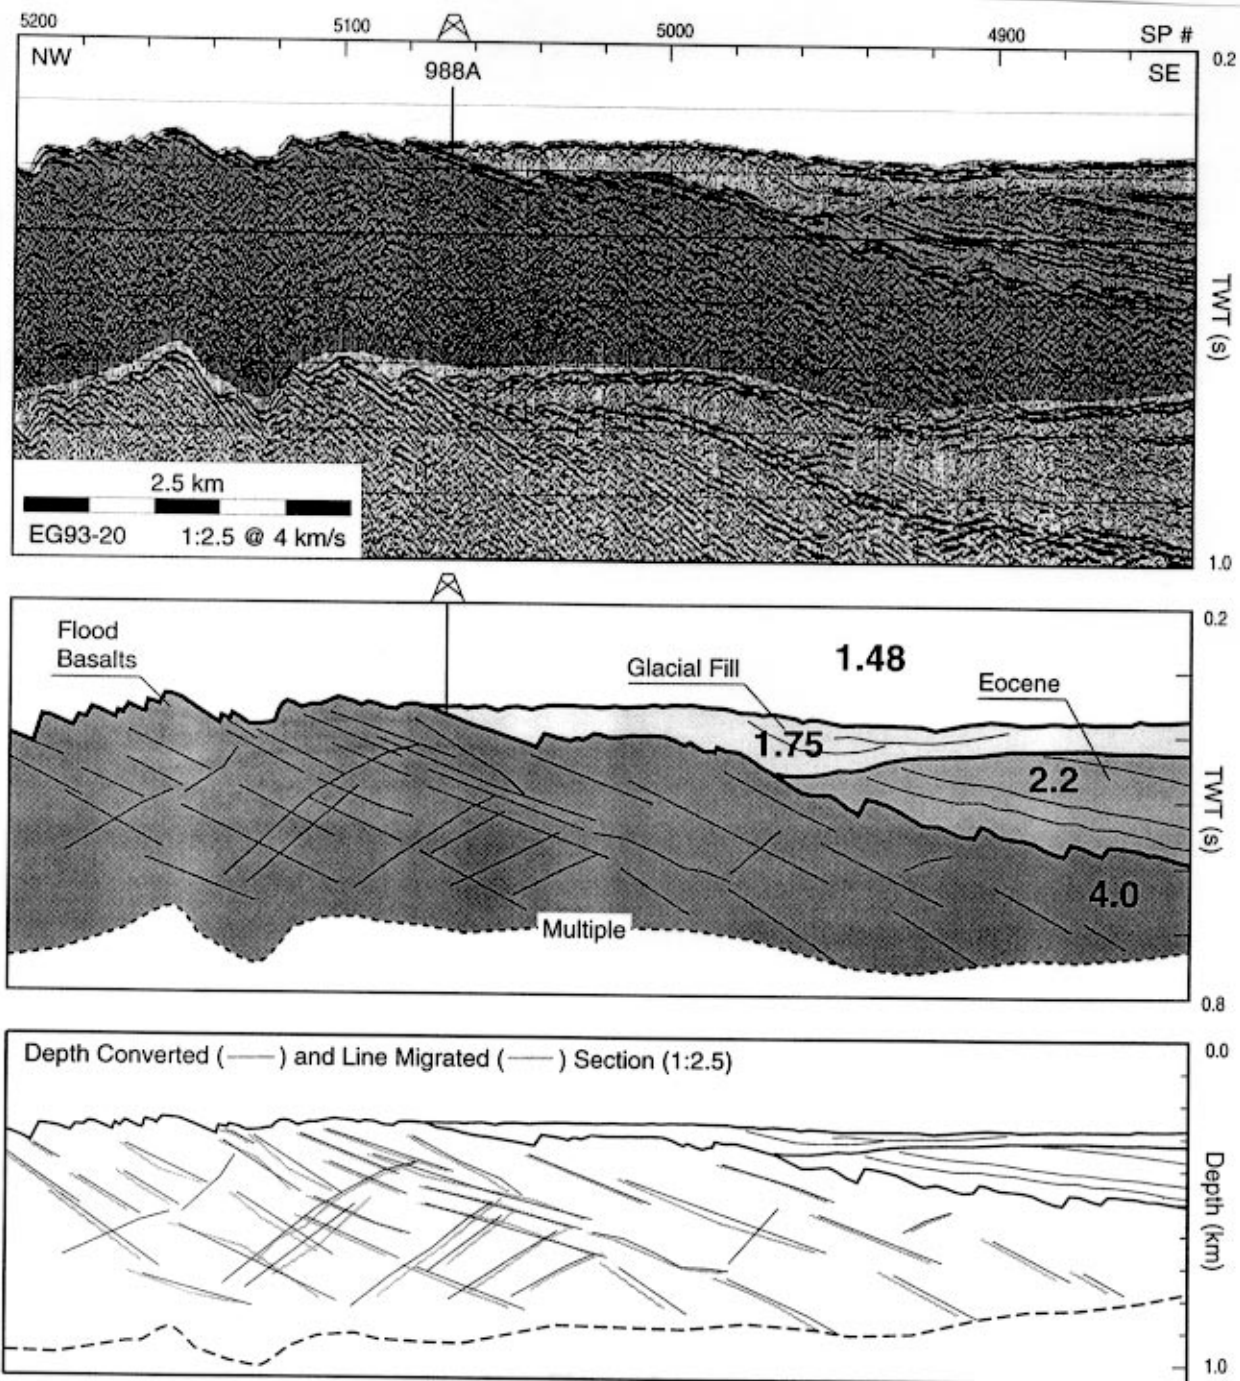 5200 5100 5000 4900 SP #
NW 988A SE 0.2
TWT (s)
2.5 km
EG93-20 1:2.5 @ 4 km/s
1.0
0.2
Flood
Basalts
1.48
Glacial Fill
Eocene
1.75
2.2
TWT (s)
4.0
Multiple
0.8
Depth Converted ( ) and Line Migrated ( ) Section (1:2.5)
0.0
Depth (km)
1.0